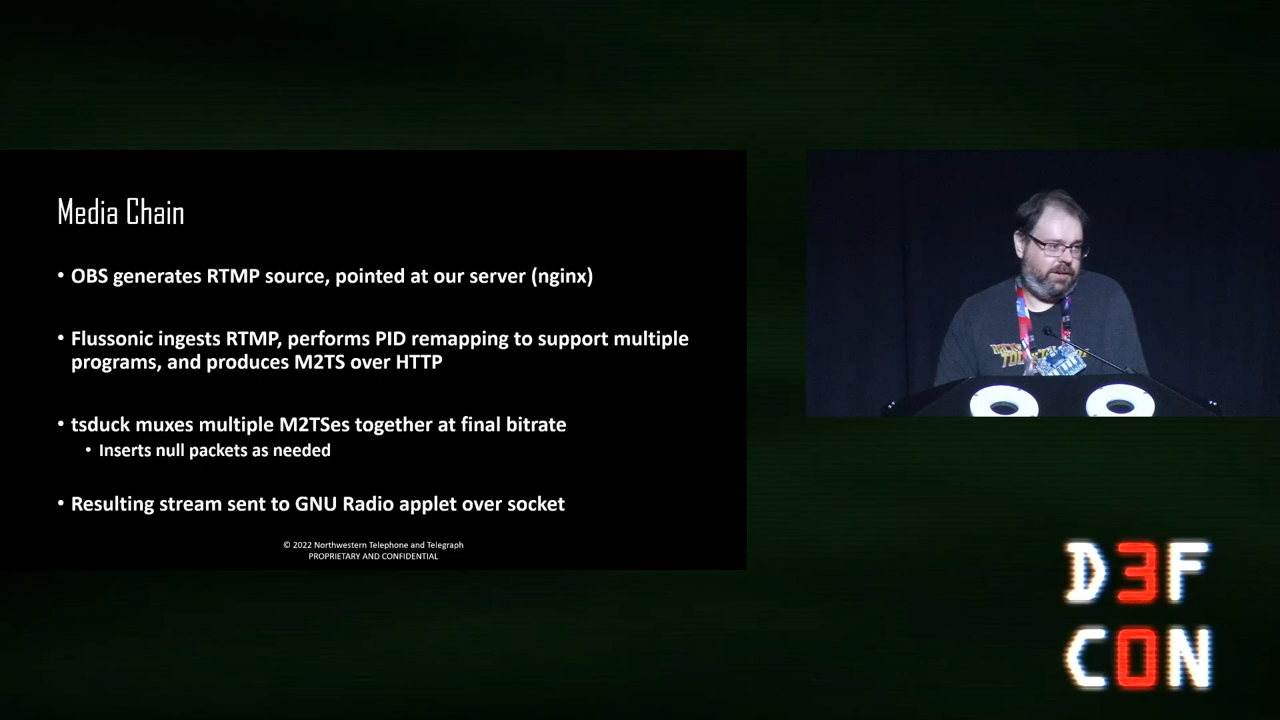 Media Chain
• OBS generates RTMP source, pointed at our server (nginx)
• Flussonic ingests RTMP, performs PID remapping to support multiple
programs, and produces M2TS over HTTP
• tsduck muxes multiple M2TSes together at final bitrate
• Inserts null packets as needed
• Resulting stream sent to GNU Radio applet over socket
© 2022 Northwestern Telephone and Telegraph
PROPRIETARY AND CONFIDENTIAL
D3F
C0N